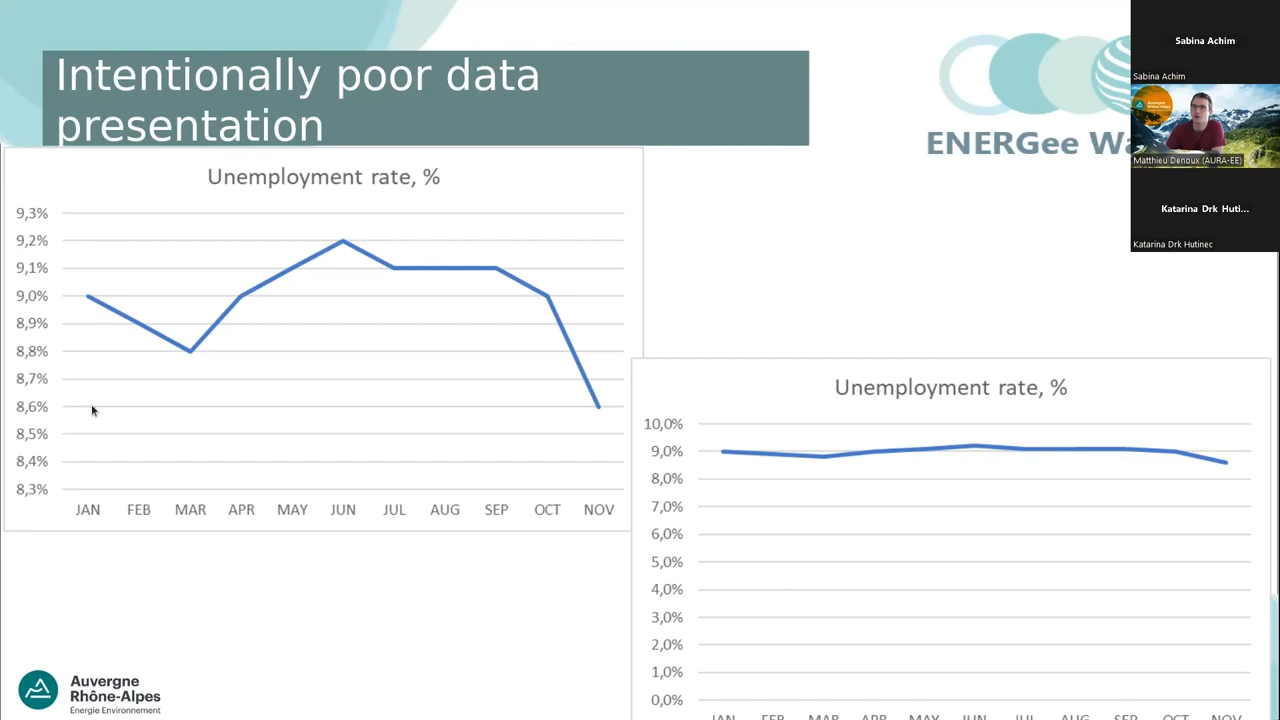 Intentionally poor data
presentation
ENERGee Wa
Sabina Achim
Sabina Achim
Auvergne
Rhône-Alpes
Matthieu Denoux (AURA-EE)
Katarina Drk Huti...
Katarina Drk Hutinec
Unemployment rate, %
9,3%
9,2%
9,1%
9,0%
8,9%
8,8%
8,7%
8,6%
8,5%
8,4%
8,3%
JAN FEB MAR APR MAY JUN JUL AUG SEP OCT NOV
Unemployment rate, %
10,0%
9,0%
8,0%
7,0%
6,0%
5,0%
4,0%
3,0%
2,0%
1,0%
0,0%
JAN FEB MAR APR MAY JUN JUL AUG SEP OCT NOV
Auvergne
Rhône-Alpes
Énergie Environnement